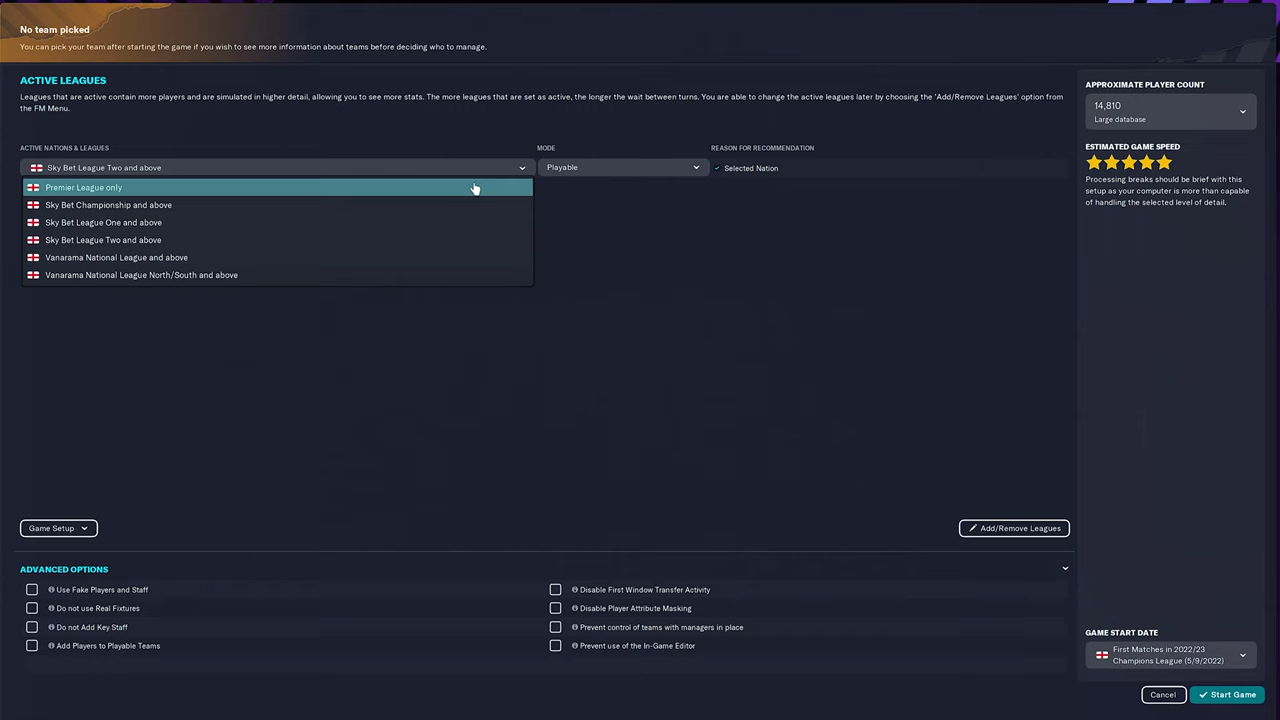 No team picked
You can pick your team after starting the game if you wish to see more information about teams before deciding who to manage.
ACTIVE LEAGUES
Leagues that are active contain more players and are simulated in higher detail, allowing you to see more stats. The more leagues that are set as active, the longer the wait between turns. You are able to change the active leagues later by choosing the 'Add/Remove Leagues' option from
the FM Menu.
ACTIVE NATIONS & LEAGUES
MODE
REASON FOR RECOMMENDATION
Sky Bet League Two and above
Playable
Selected Nation
Premier League only
Sky Bet Championship and above
Sky Bet League One and above
Sky Bet League Two and above
Vanarama National League and above
Vanarama National League North/South and above
APPROXIMATE PLAYER COUNT
14,810
Large database
ESTIMATED GAME SPEED
Processing breaks should be brief with this
setup as your computer is more than capable
of handling the selected level of detail.
Game Setup
Add/Remove Leagues
ADVANCED OPTIONS
Use Fake Players and Staff
Do not use Real Fixtures
Do not Add Key Staff
Add Players to Playable Teams
Disable First Window Transfer Activity
Disable Player Attribute Masking
Prevent control of teams with managers in place
Prevent use of the In-Game Editor
GAME START DATE
First Matches in 2022/23
Champions League (5/9/2022)
Cancel
Start Game